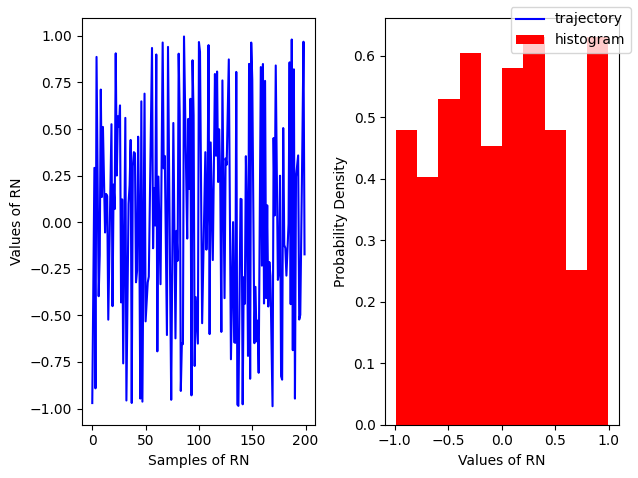 trajectory
histogram
1.00
0.75
0.50
0.25
0.00
−0.25
−0.50
−0.75
−1.00
Values of RN
0 50 100 150 200
Samples of RN
0.6
0.5
0.4
0.3
0.2
0.1
0.0
Probability Density
−1.0 −0.5 0.0 0.5 1.0
Values of RN